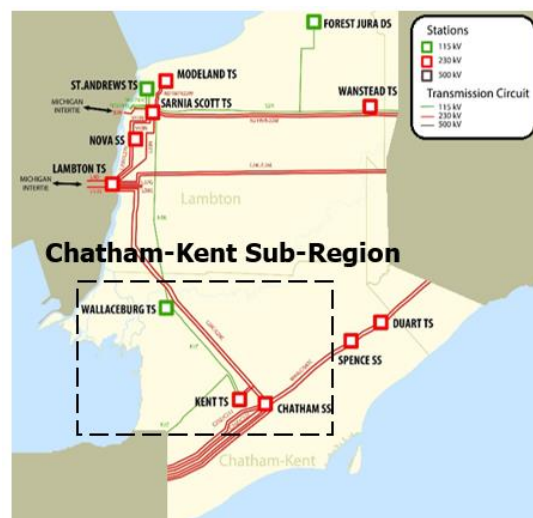 FOREST JURA DS
Stations
115 kV
230 kV
500 kV
Transmission Circuit
115 kV
230 kV
500 kV
MODELAND TS
ST.ANDREWS TS
WANSTEAD TS
MICHIGAN
INTERTIE
SARNIA SCOTT TS
NOVA SS
LAMBTON TS
MICHIGAN
INTERTIE
Lambton
Chatham-Kent Sub-Region
WALLACEBURG TS
DUART TS
SPENCE SS
KENT TS
CHATHAM SS
Chatham-Kent